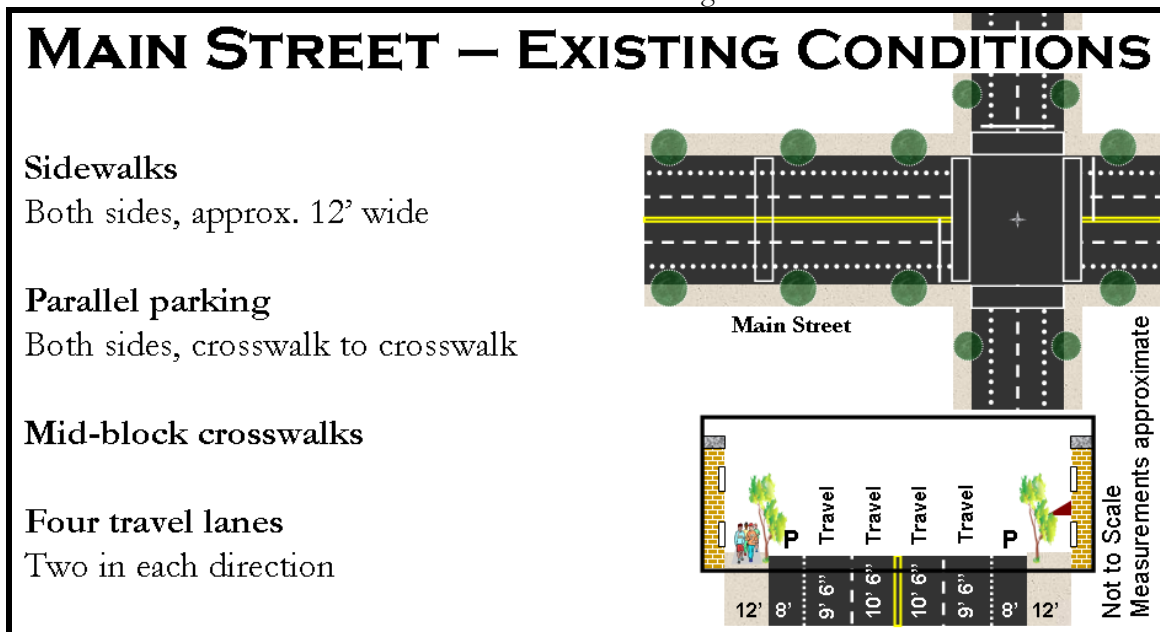 MAIN STREET – EXISTING CONDITIONS
Sidewalks
Both sides, approx. 12’ wide
Parallel parking
Both sides, crosswalk to crosswalk
Mid-block crosswalks
Four travel lanes
Two in each direction
Main Street
P Travel Travel Travel Travel P
12’ 8’ 9’ 6” 10’ 6” 10’ 6” 9’ 6” 8’ 12’
Not to Scale
Measurements approximate